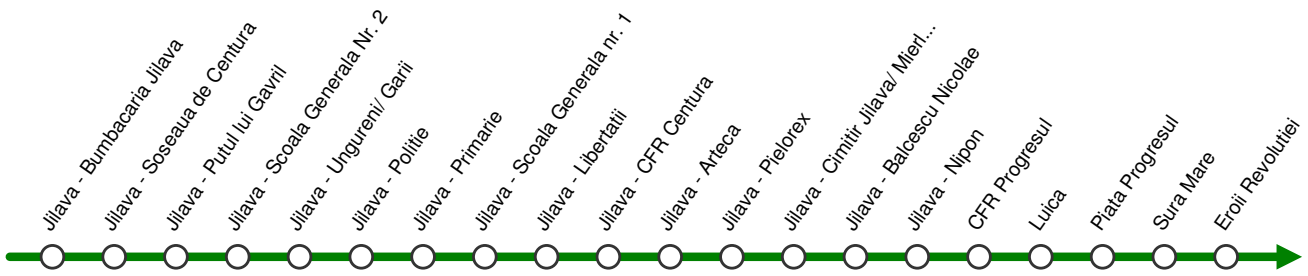 Jilava - Bumbacaria Jilava
Jilava - Soseaua de Centura
Jilava - Putul lui Gavril
Jilava - Scoala Generala Nr. 2
Jilava - Ungureni/ Garii
Jilava - Politie
Jilava - Primarie
Jilava - Scoala Generala nr. 1
Jilava - Libertatii
Jilava - CFR Centura
Jilava - Arteca
Jilava - Pielorex
Jilava - Cimitir Jilava/ Mierl...
Jilava - Balcescu Nicolae
Jilava - Nipon
CFR Progresul
Luica
Piata Progresul
Sura Mare
Eroii Revolutiei